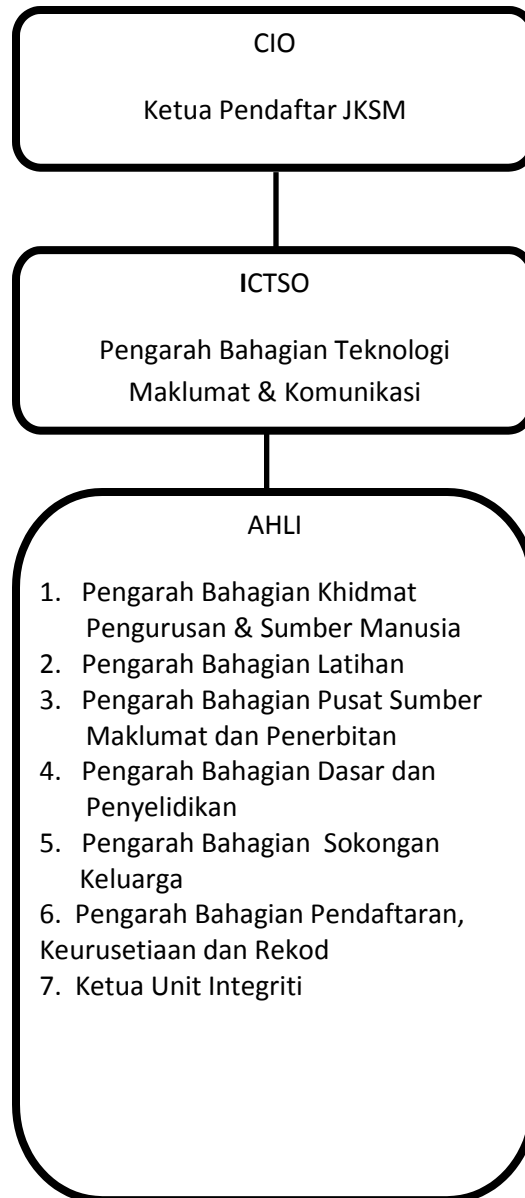 CIO
Ketua Pendaftar JKSM
ICTSO
Pengarah Bahagian Teknologi
Maklumat & Komunikasi
AHLI
1. Pengarah Bahagian Khidmat
Pengurusan & Sumber Manusia
2. Pengarah Bahagian Latihan
3. Pengarah Bahagian Pusat Sumber
Maklumat dan Penerbitan
4. Pengarah Bahagian Dasar dan
Penyelidikan
5. Pengarah Bahagian Sokongan
Keluarga
6. Pengarah Bahagian Pendaftaran,
Keurusetiaan dan Rekod
7. Ketua Unit Integriti